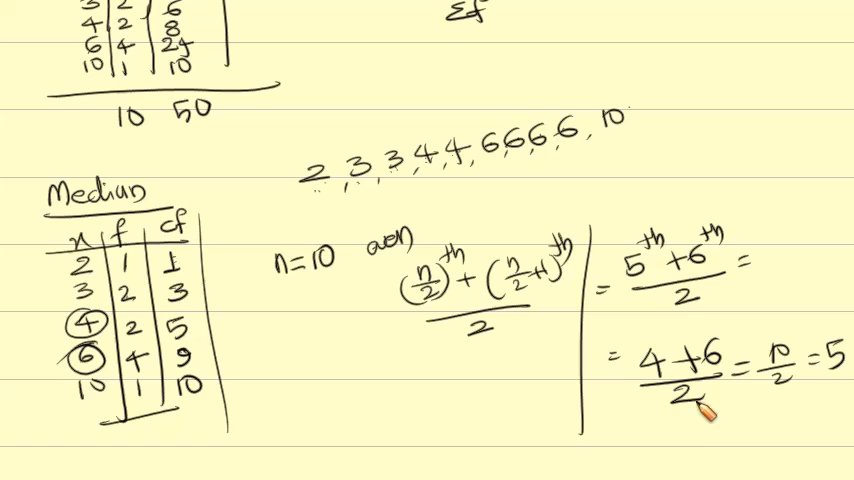 3 2 6
Σf
4 2 8
6 4 24
10 1 10
10 50
2, 3, 3, 4, 4, 6, 6, 6, 6, 10
Median
x f cf
2 1 1
3 2 3
4 2 5
6 4 9
10 1 10
n=10
(n/2)th + (n/2+1)th
2
= 5th + 6th =
2
= 4+6 = 10/2 = 5
2